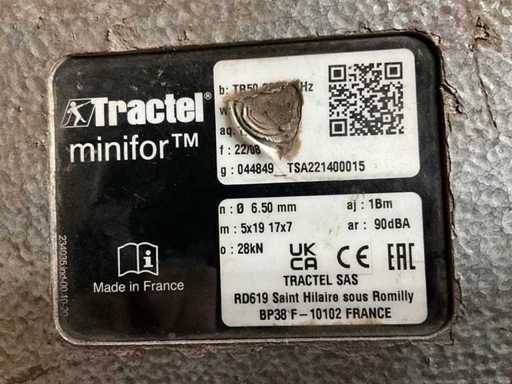 Tractel®
minifor™
Made in France
b: TR50
f : 22/08
g : 044849 TSA221400015
n : Ø 6.50 mm aj : 1Bm
m : 5x19 17x7 ar : 90dBA
o : 28kN UK CA CE EAC
TRACTEL SAS
RD619 Saint Hilaire sous Romilly
BP38 F-10102 FRANCE